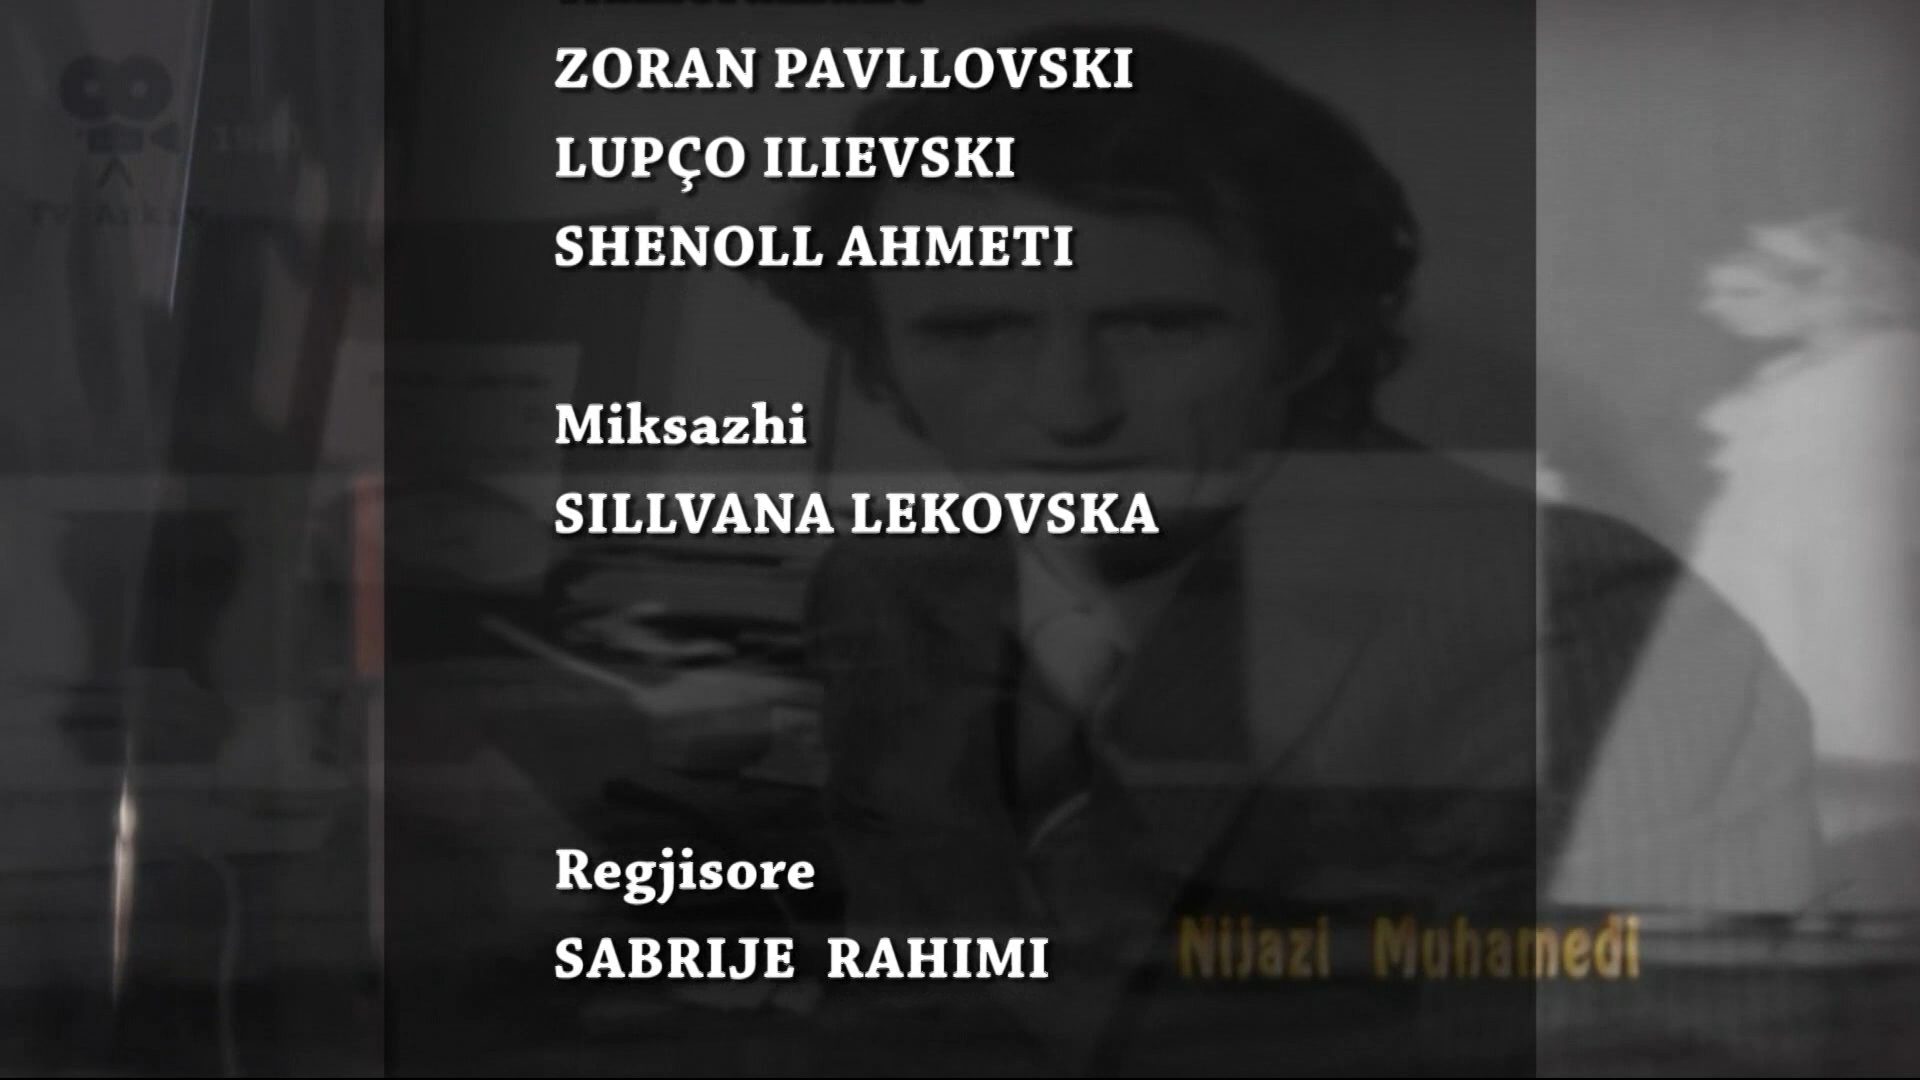 ZORAN PAVLLOVSKI
LUPÇO ILIEVSKI
SHENOLL AHMETI
Miksazhi
SILLVANA LEKOVSKA
Regjisore
SABRIJE RAHIMI
Nijazi Muhamedi